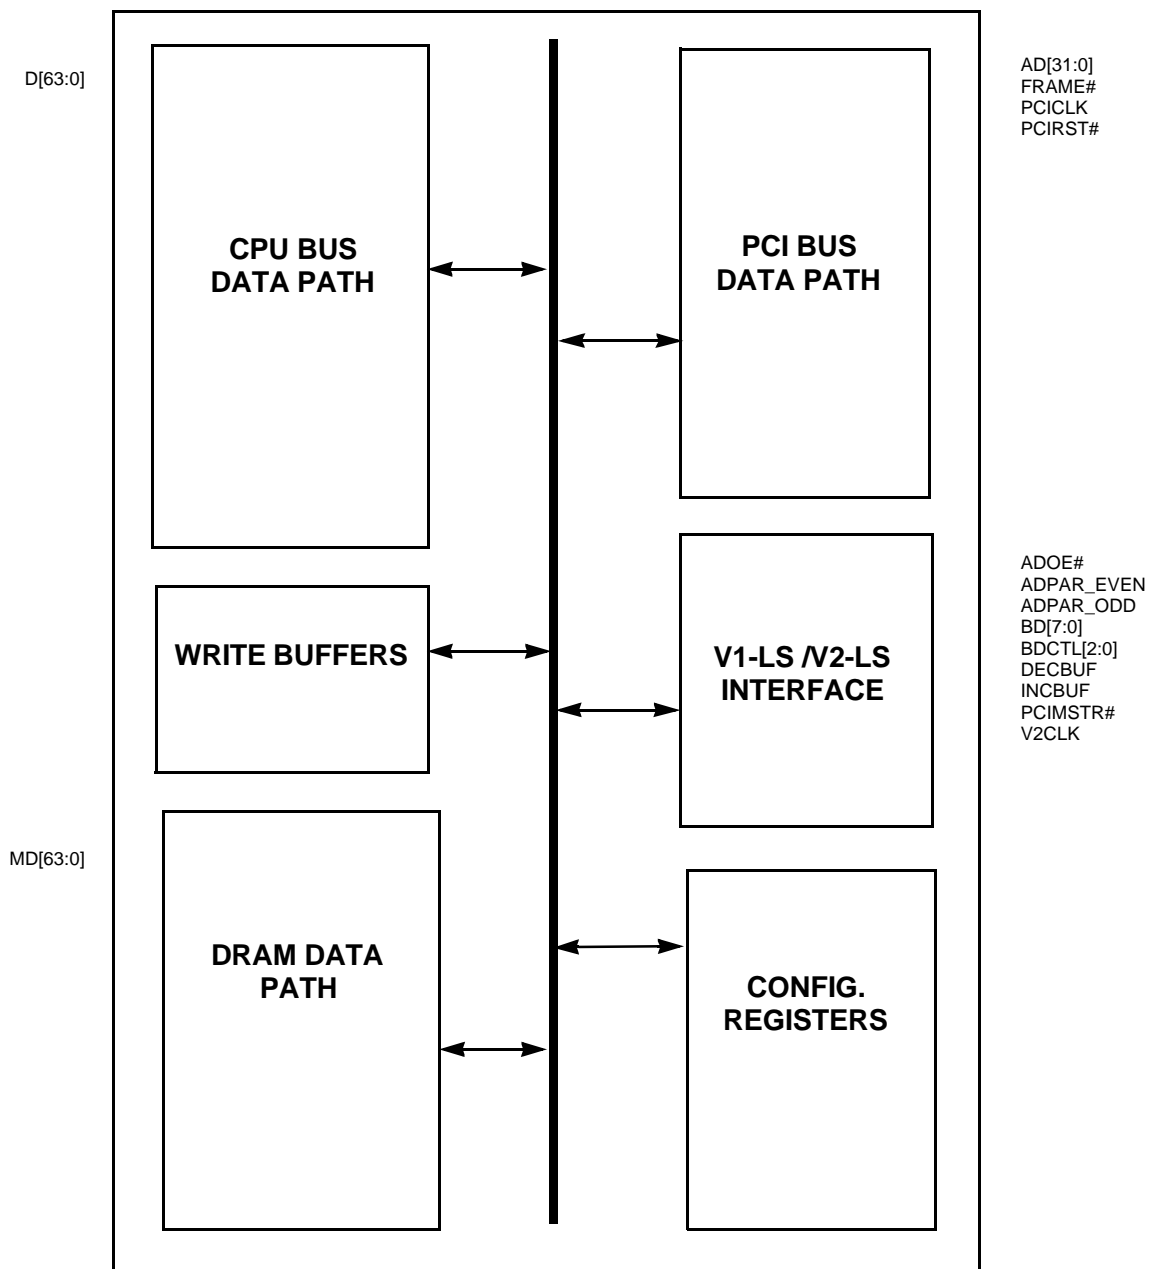 D[63:0]
AD[31:0]
FRAME#
PCICLK
PCIRST#
CPU BUS
DATA PATH
PCI BUS
DATA PATH
ADOE#
ADPAR_EVEN
ADPAR_ODD
BD[7:0]
BDCTL[2:0]
DECBUF
INCBUF
PCIMSTR#
V2CLK
WRITE BUFFERS
V1-LS /V2-LS
INTERFACE
MD[63:0]
DRAM DATA
PATH
CONFIG.
REGISTERS